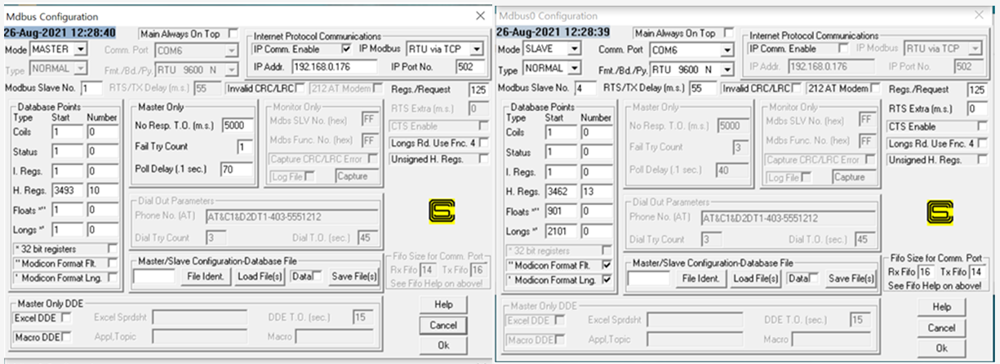 Mdbus Configuration
26-Aug-2021 12:28:40
Main Always On Top
Mode MASTER
Comm. Port COM6
Type NORMAL
Fmt./Bd./Py. RTU 9600 N
Internet Protocol Communications
IP Comm. Enable
IP Modbus RTU via TCP
IP Addr. 192.168.0.176
IP Port No. 502
Modbus Slave No. 1
RTS/TX Delay (m.s.) 55
Invalid CRC/LRC
212 AT Modem
Regs./Request 125
Database Points
Type Start Number
Coils 1 0
Status 1 0
I. Regs. 1 0
H. Regs. 3493 10
Floats *'' 1 0
Longs *' 1 0
* 32 bit registers
'' Modicon Format Flt.
' Modicon Format Lng.
Master Only
No Resp. T.O. (m.s.) 5000
Fail Try Count 1
Poll Delay (.1 sec.) 70
Monitor Only
Mdbs SLV No. (hex) FF
Mdbs Func. No. (hex) FF
Capture CRC/LRC Error
Log File
Capture
RTS Extra (m.s.) 0
CTS Enable
Longs Rd. Use Fnc. 4
Unsigned H. Regs.
Dial Out Parameters
Phone No. (AT) AT&C1&D2DT1-403-5551212
Dial Try Count 3
Dial T.O. (sec.) 45
Master/Slave Configuration-Database File
File Ident. Load File(s) Data Save File(s)
Fifo Size for Comm. Port
Rx Fifo 14 Tx Fifo 16
See Fifo Help on above!
Master Only DDE
Excel DDE
Excel Sprdsht
DDE T.O. (sec.) 15
Macro DDE
Appl,Topic
Macro
Help
Cancel
Ok
Mdbus0 Configuration
26-Aug-2021 12:28:39
Main Always On Top
Mode SLAVE
Comm. Port COM6
Type NORMAL
Fmt./Bd./Py. RTU 9600 N
Internet Protocol Communications
IP Comm. Enable
IP Modbus RTU via TCP
IP Addr. 192.168.0.176
IP Port No. 502
Modbus Slave No. 4
RTS/TX Delay (m.s.) 55
Invalid CRC/LRC
212 AT Modem
Regs./Request 125
Database Points
Type Start Number
Coils 1 0
Status 1 0
I. Regs. 1 0
H. Regs. 3462 13
Floats *'' 901 0
Longs *' 2101 0
* 32 bit registers
'' Modicon Format Flt.
' Modicon Format Lng.
Master Only
No Resp. T.O. (m.s.) 5000
Fail Try Count 3
Poll Delay (.1 sec.) 40
Monitor Only
Mdbs SLV No. (hex) FF
Mdbs Func. No. (hex) FF
Capture CRC/LRC Error
Log File
Capture
RTS Extra (m.s.) 0
CTS Enable
Longs Rd. Use Fnc. 4
Unsigned H. Regs.
Dial Out Parameters
Phone No. (AT) AT&C1&D2DT1-403-5551212
Dial Try Count 3
Dial T.O. (sec.) 45
Master/Slave Configuration-Database File
File Ident. Load File(s) Data Save File(s)
Fifo Size for Comm. Port
Rx Fifo 16 Tx Fifo 14
See Fifo Help on above!
Master Only DDE
Excel DDE
Excel Sprdsht
DDE T.O. (sec.) 15
Macro DDE
Appl,Topic
Macro
Help
Cancel
Ok